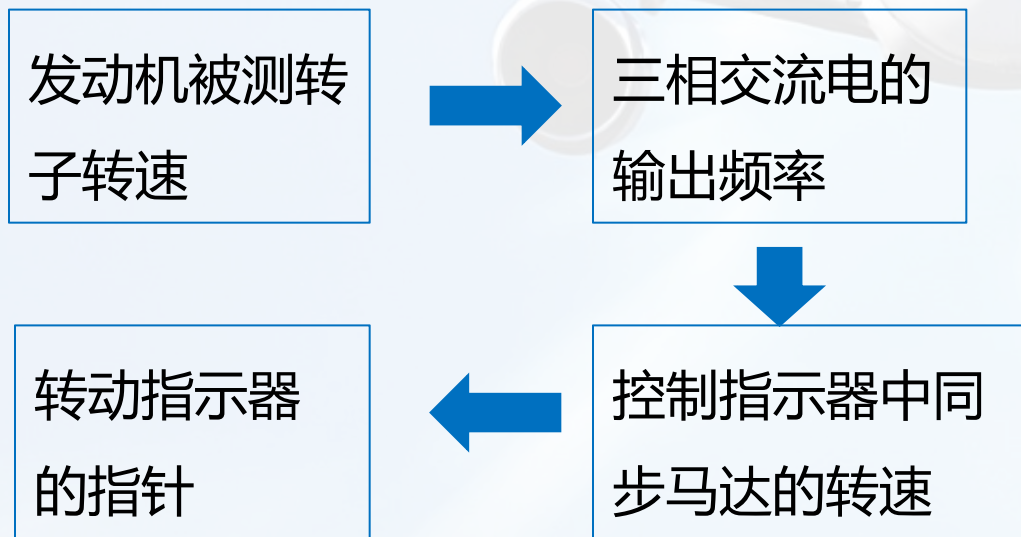 发动机被测转
子转速
三相交流电的
输出频率
控制指示器中同
步马达的转速
转动指示器
的指针